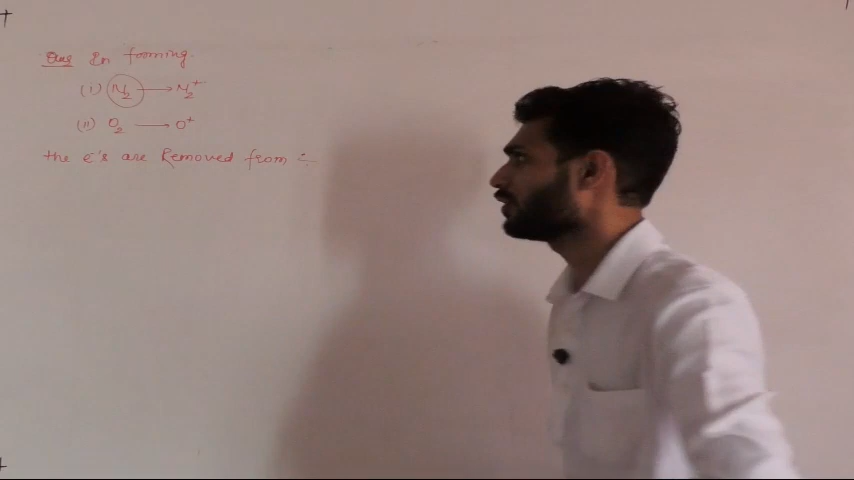 Ques In forming.
(i) N₂ → N₂⁺
(ii) O₂ → O⁺
the e⁻'s are Removed from :-